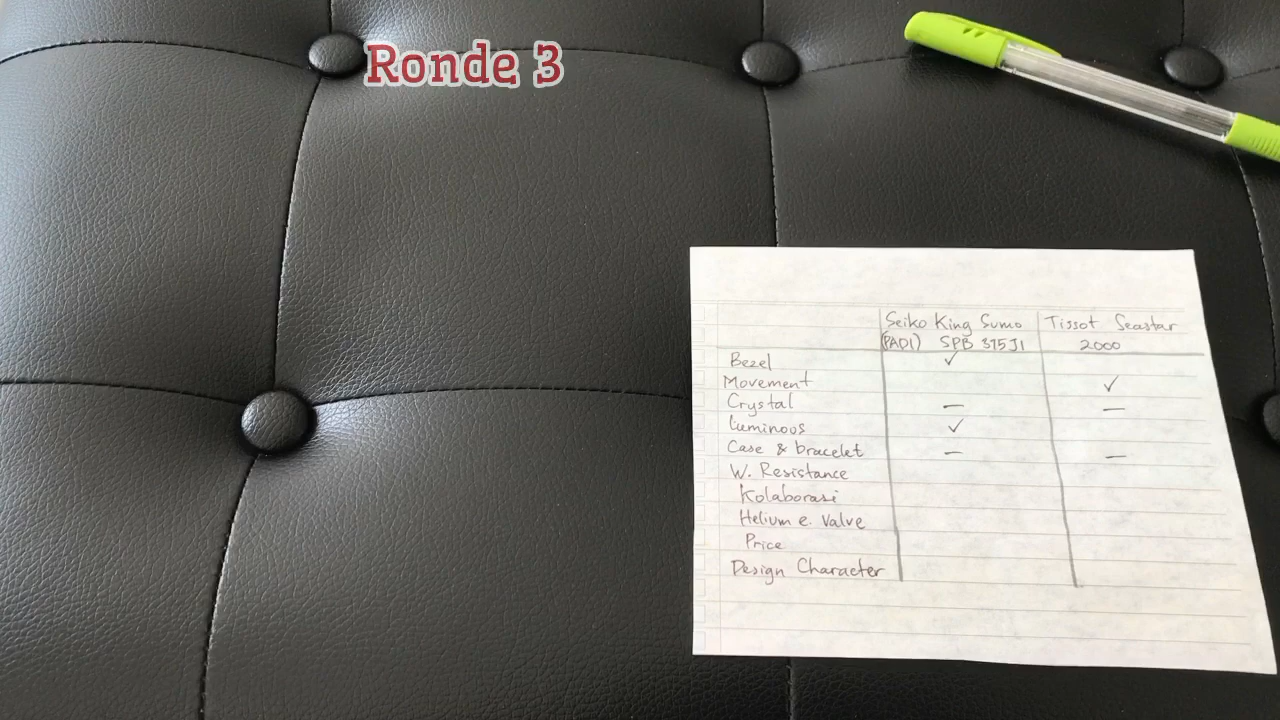 Ronde 3
Seiko King Sumo Tissot Seastar
(PADI) SPB 375J1 2000
Bezel ✓
Movement ✓
Crystal — —
Luminous ✓
Case & bracelet — —
W. Resistance
Kolaborasi
Helium e. Valve
Price
Design Character